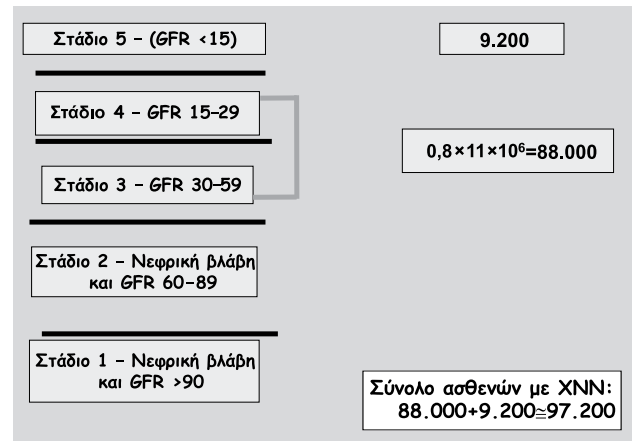 Στάδιο 5 – (GFR <15)
9.200
Στάδιο 4 – GFR 15–29
0,8×11×10⁶=88.000
Στάδιο 3 – GFR 30–59
Στάδιο 2 – Νεφρική βλάβη
και GFR 60–89
Στάδιο 1 – Νεφρική βλάβη
και GFR >90
Σύνολο ασθενών με ΧΝΝ:
88.000+9.200≅97.200